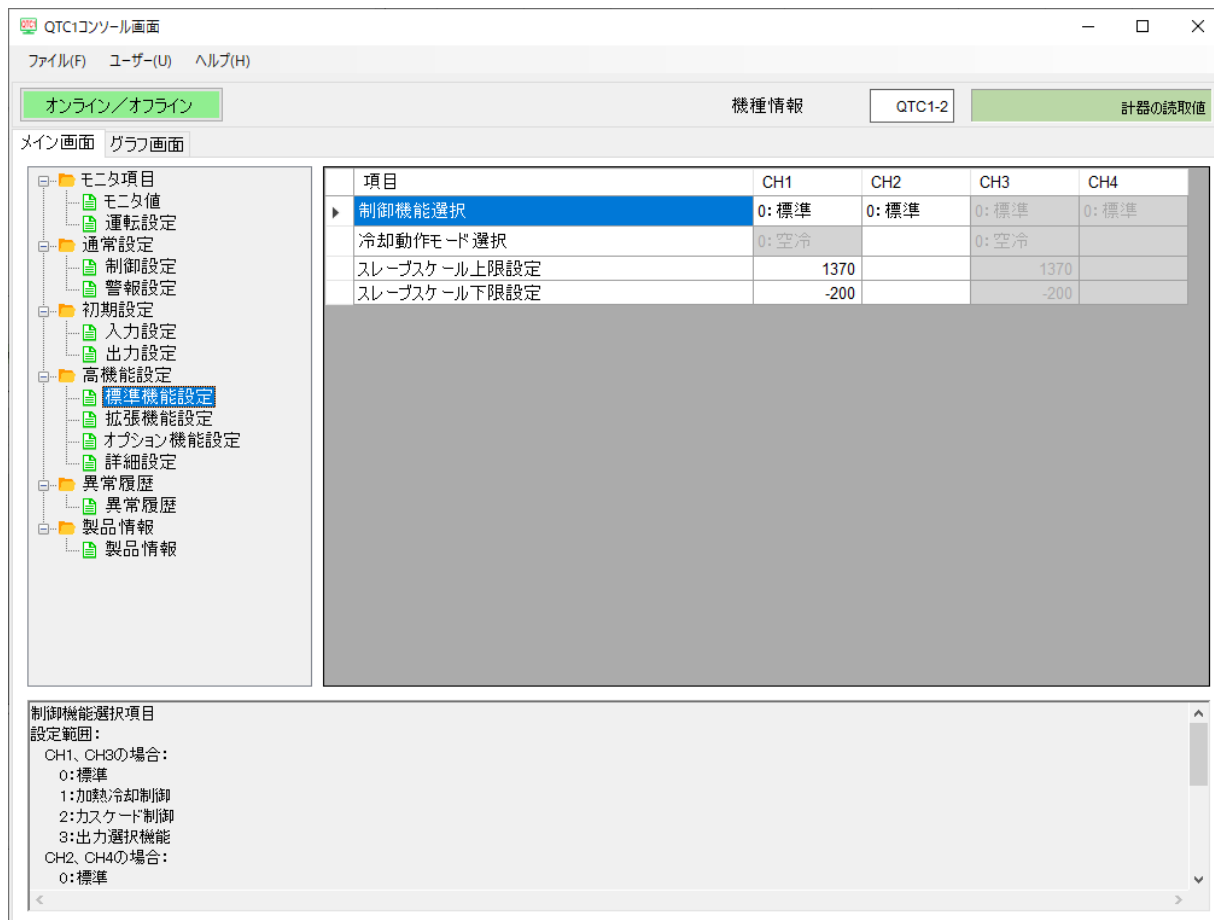 QTC1コンソール画面
ファイル(F) ユーザー(U) ヘルプ(H)
オンライン／オフライン 機種情報 QTC1-2 計器の読取値
メイン画面 グラフ画面
モニタ項目
モニタ値
運転設定
通常設定
制御設定
警報設定
初期設定
入力設定
出力設定
高機能設定
標準機能設定
拡張機能設定
オプション機能設定
詳細設定
異常履歴
異常履歴
製品情報
製品情報
項目 CH1 CH2 CH3 CH4
制御機能選択 0:標準 0:標準 0:標準 0:標準
冷却動作モード選択 0:空冷 0:空冷
スレーブスケール上限設定 1370 1370
スレーブスケール下限設定 -200 -200
制御機能選択項目
設定範囲：
CH1、CH3の場合：
0：標準
1：加熱冷却制御
2：カスケード制御
3：出力選択機能
CH2、CH4の場合：
0：標準